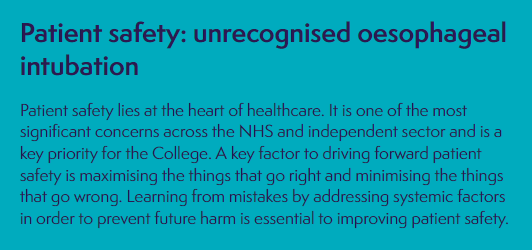 Patient safety: unrecognised oesophageal
intubation
Patient safety lies at the heart of healthcare. It is one of the most
significant concerns across the NHS and independent sector and is a
key priority for the College. A key factor to driving forward patient
safety is maximising the things that go right and minimising the things
that go wrong. Learning from mistakes by addressing systemic factors
in order to prevent future harm is essential to improving patient safety.